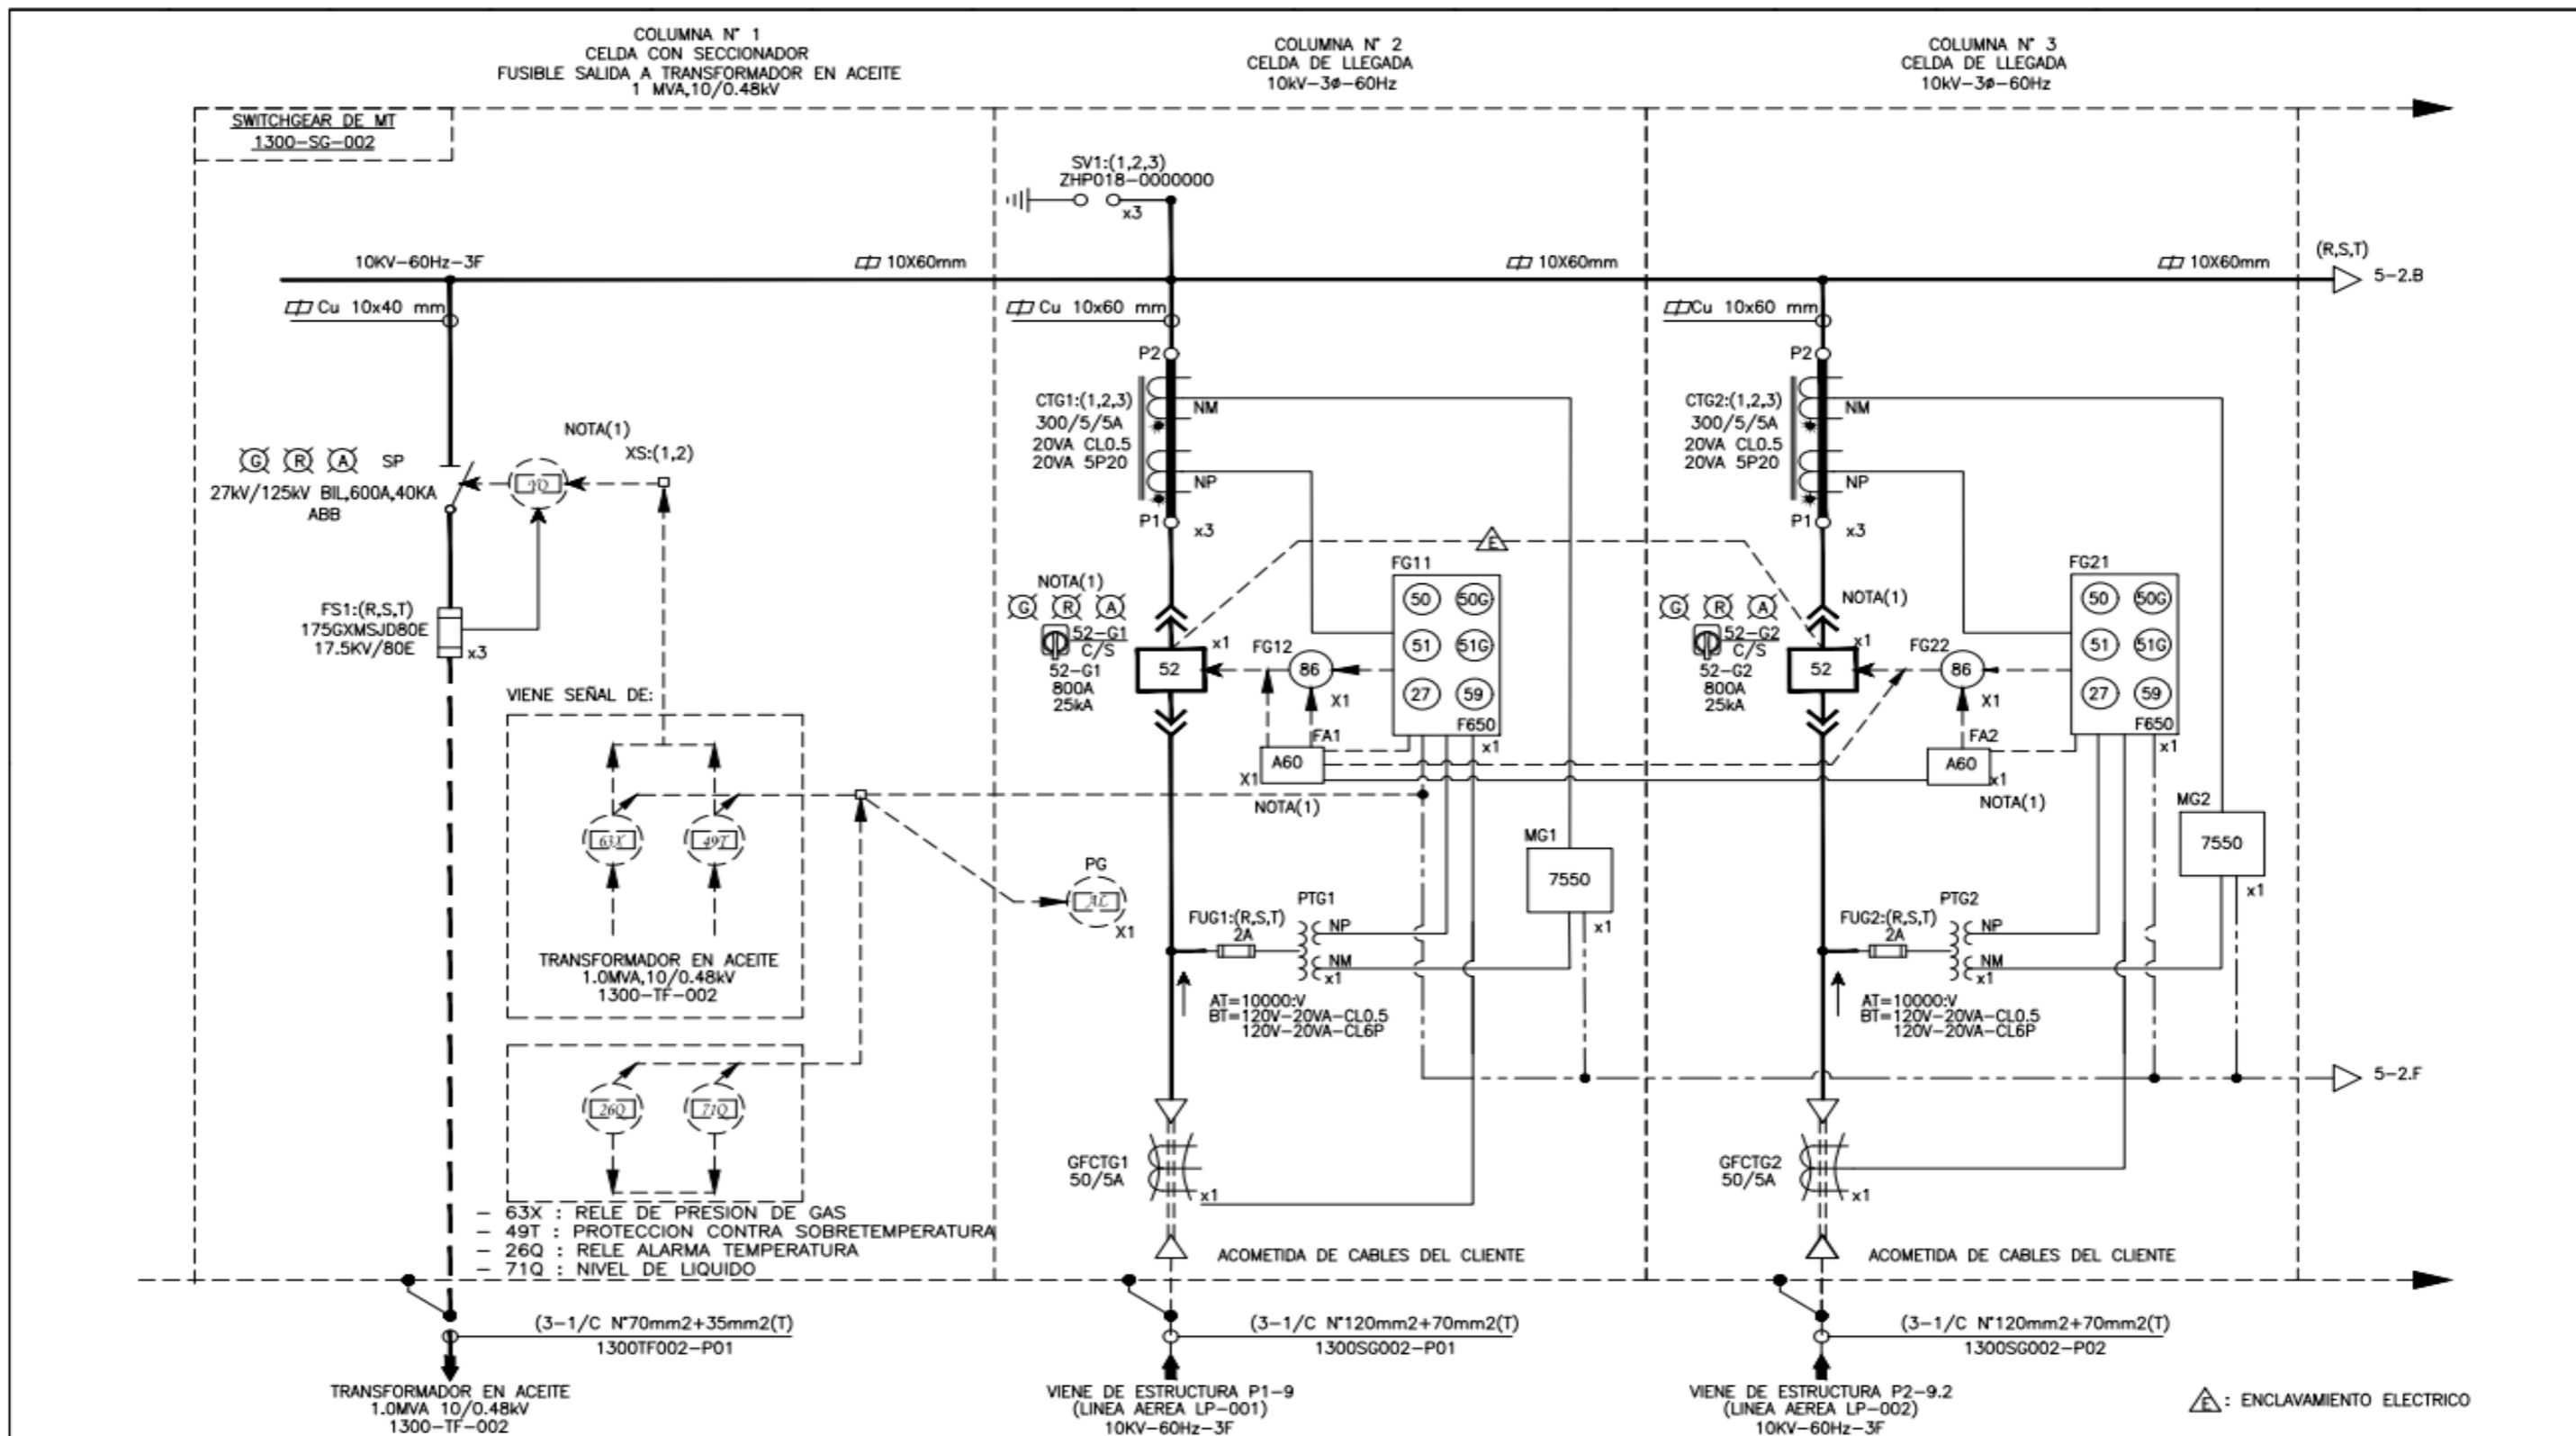 COLUMNA N° 1
CELDA CON SECCIONADOR
FUSIBLE SALIDA A TRANSFORMADOR EN ACEITE
1 MVA,10/0.48kV
COLUMNA N° 2
CELDA DE LLEGADA
10kV-3ø-60Hz
COLUMNA N° 3
CELDA DE LLEGADA
10kV-3ø-60Hz
SWITCHGEAR DE MT
1300-SG-002
SV1:(1,2,3)
ZHP018-0000000
x3
10KV-60Hz-3F
10X60mm
10X60mm
10X60mm
(R,S,T)
5-2.B
Cu 10x40 mm
Cu 10x60 mm
Cu 10x60 mm
NOTA(1)
XS:(1,2)
G R A SP
27kV/125kV BIL,600A,40KA
ABB
FS1:(R,S,T)
175GXMSJD80E
17.5KV/80E
x3
VIENE SEÑAL DE:
63X
49T
TRANSFORMADOR EN ACEITE
1.0MVA,10/0.48kV
1300-TF-002
26Q
71Q
- 63X : RELE DE PRESION DE GAS
- 49T : PROTECCION CONTRA SOBRETEMPERATURA
- 26Q : RELE ALARMA TEMPERATURA
- 71Q : NIVEL DE LIQUIDO
(3-1/C N°70mm2+35mm2(T)
1300TF002-P01
TRANSFORMADOR EN ACEITE
1.0MVA 10/0.48kV
1300-TF-002
P2
CTG1:(1,2,3)
300/5/5A
20VA CL0.5
20VA 5P20
NM
NP
P1
x3
NOTA(1)
G R A
52-G1
C/S
52-G1
800A
25kA
x1
52
FG12
86
X1
FG11
50 50G
51 51G
27 59
F650
x1
E
FA1
A60
X1
NOTA(1)
PG
AL
X1
MG1
7550
x1
FUG1:(R,S,T)
2A
PTG1
NP
NM
x1
AT=10000:V
BT=120V-20VA-CL0.5
120V-20VA-CL6P
GFCTG1
50/5A
x1
ACOMETIDA DE CABLES DEL CLIENTE
(3-1/C N°120mm2+70mm2(T)
1300SG002-P01
VIENE DE ESTRUCTURA P1-9
(LINEA AEREA LP-001)
10KV-60Hz-3F
P2
CTG2:(1,2,3)
300/5/5A
20VA CL0.5
20VA 5P20
NM
NP
P1
x3
NOTA(1)
G R A
52-G2
C/S
52-G2
800A
25kA
x1
52
FG22
86
X1
FG21
50 50G
51 51G
27 59
F650
x1
FA2
A60
x1
NOTA(1)
MG2
7550
x1
FUG2:(R,S,T)
2A
PTG2
NP
NM
x1
AT=10000:V
BT=120V-20VA-CL0.5
120V-20VA-CL6P
5-2.F
GFCTG2
50/5A
x1
ACOMETIDA DE CABLES DEL CLIENTE
(3-1/C N°120mm2+70mm2(T)
1300SG002-P02
VIENE DE ESTRUCTURA P2-9.2
(LINEA AEREA LP-002)
10KV-60Hz-3F
E : ENCLAVAMIENTO ELECTRICO